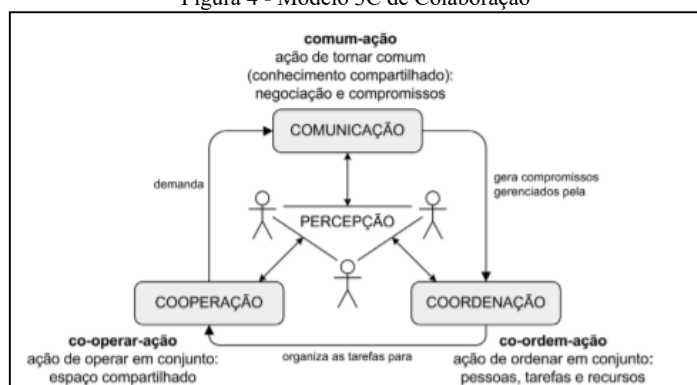 Figura 4 - Modelo 3C de Colaboração
comum-ação
ação de tornar comum
(conhecimento compartilhado):
negociação e compromissos
COMUNICAÇÃO
demanda
gera compromissos
gerenciados pela
PERCEPÇÃO
COOPERAÇÃO
COORDENAÇÃO
co-operar-ação
ação de operar em conjunto:
espaço compartilhado
organiza as tarefas para
co-ordem-ação
ação de ordenar em conjunto:
pessoas, tarefas e recursos